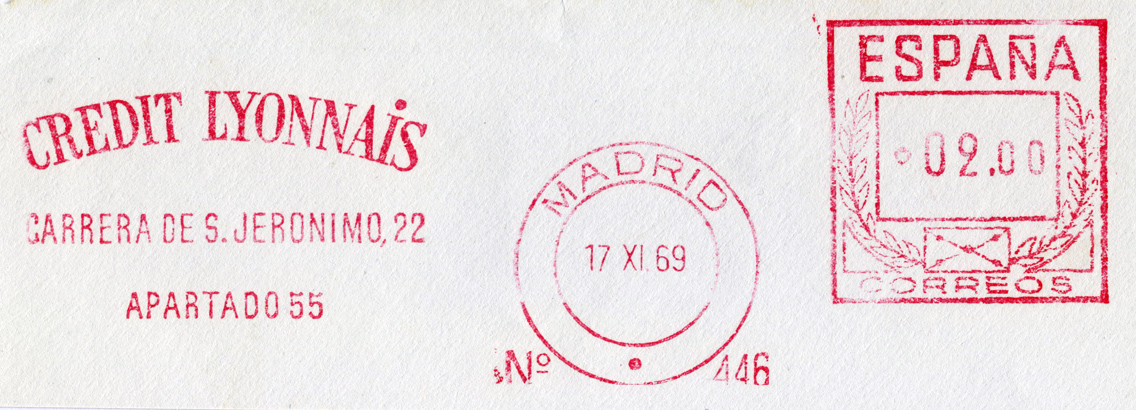 CREDIT LYONNAiS
CARRERA DE S. JERONIMO, 22
APARTADO 55
MADRID
17 XI. 69
Nº 446
ESPAÑA
02.00
CORREOS